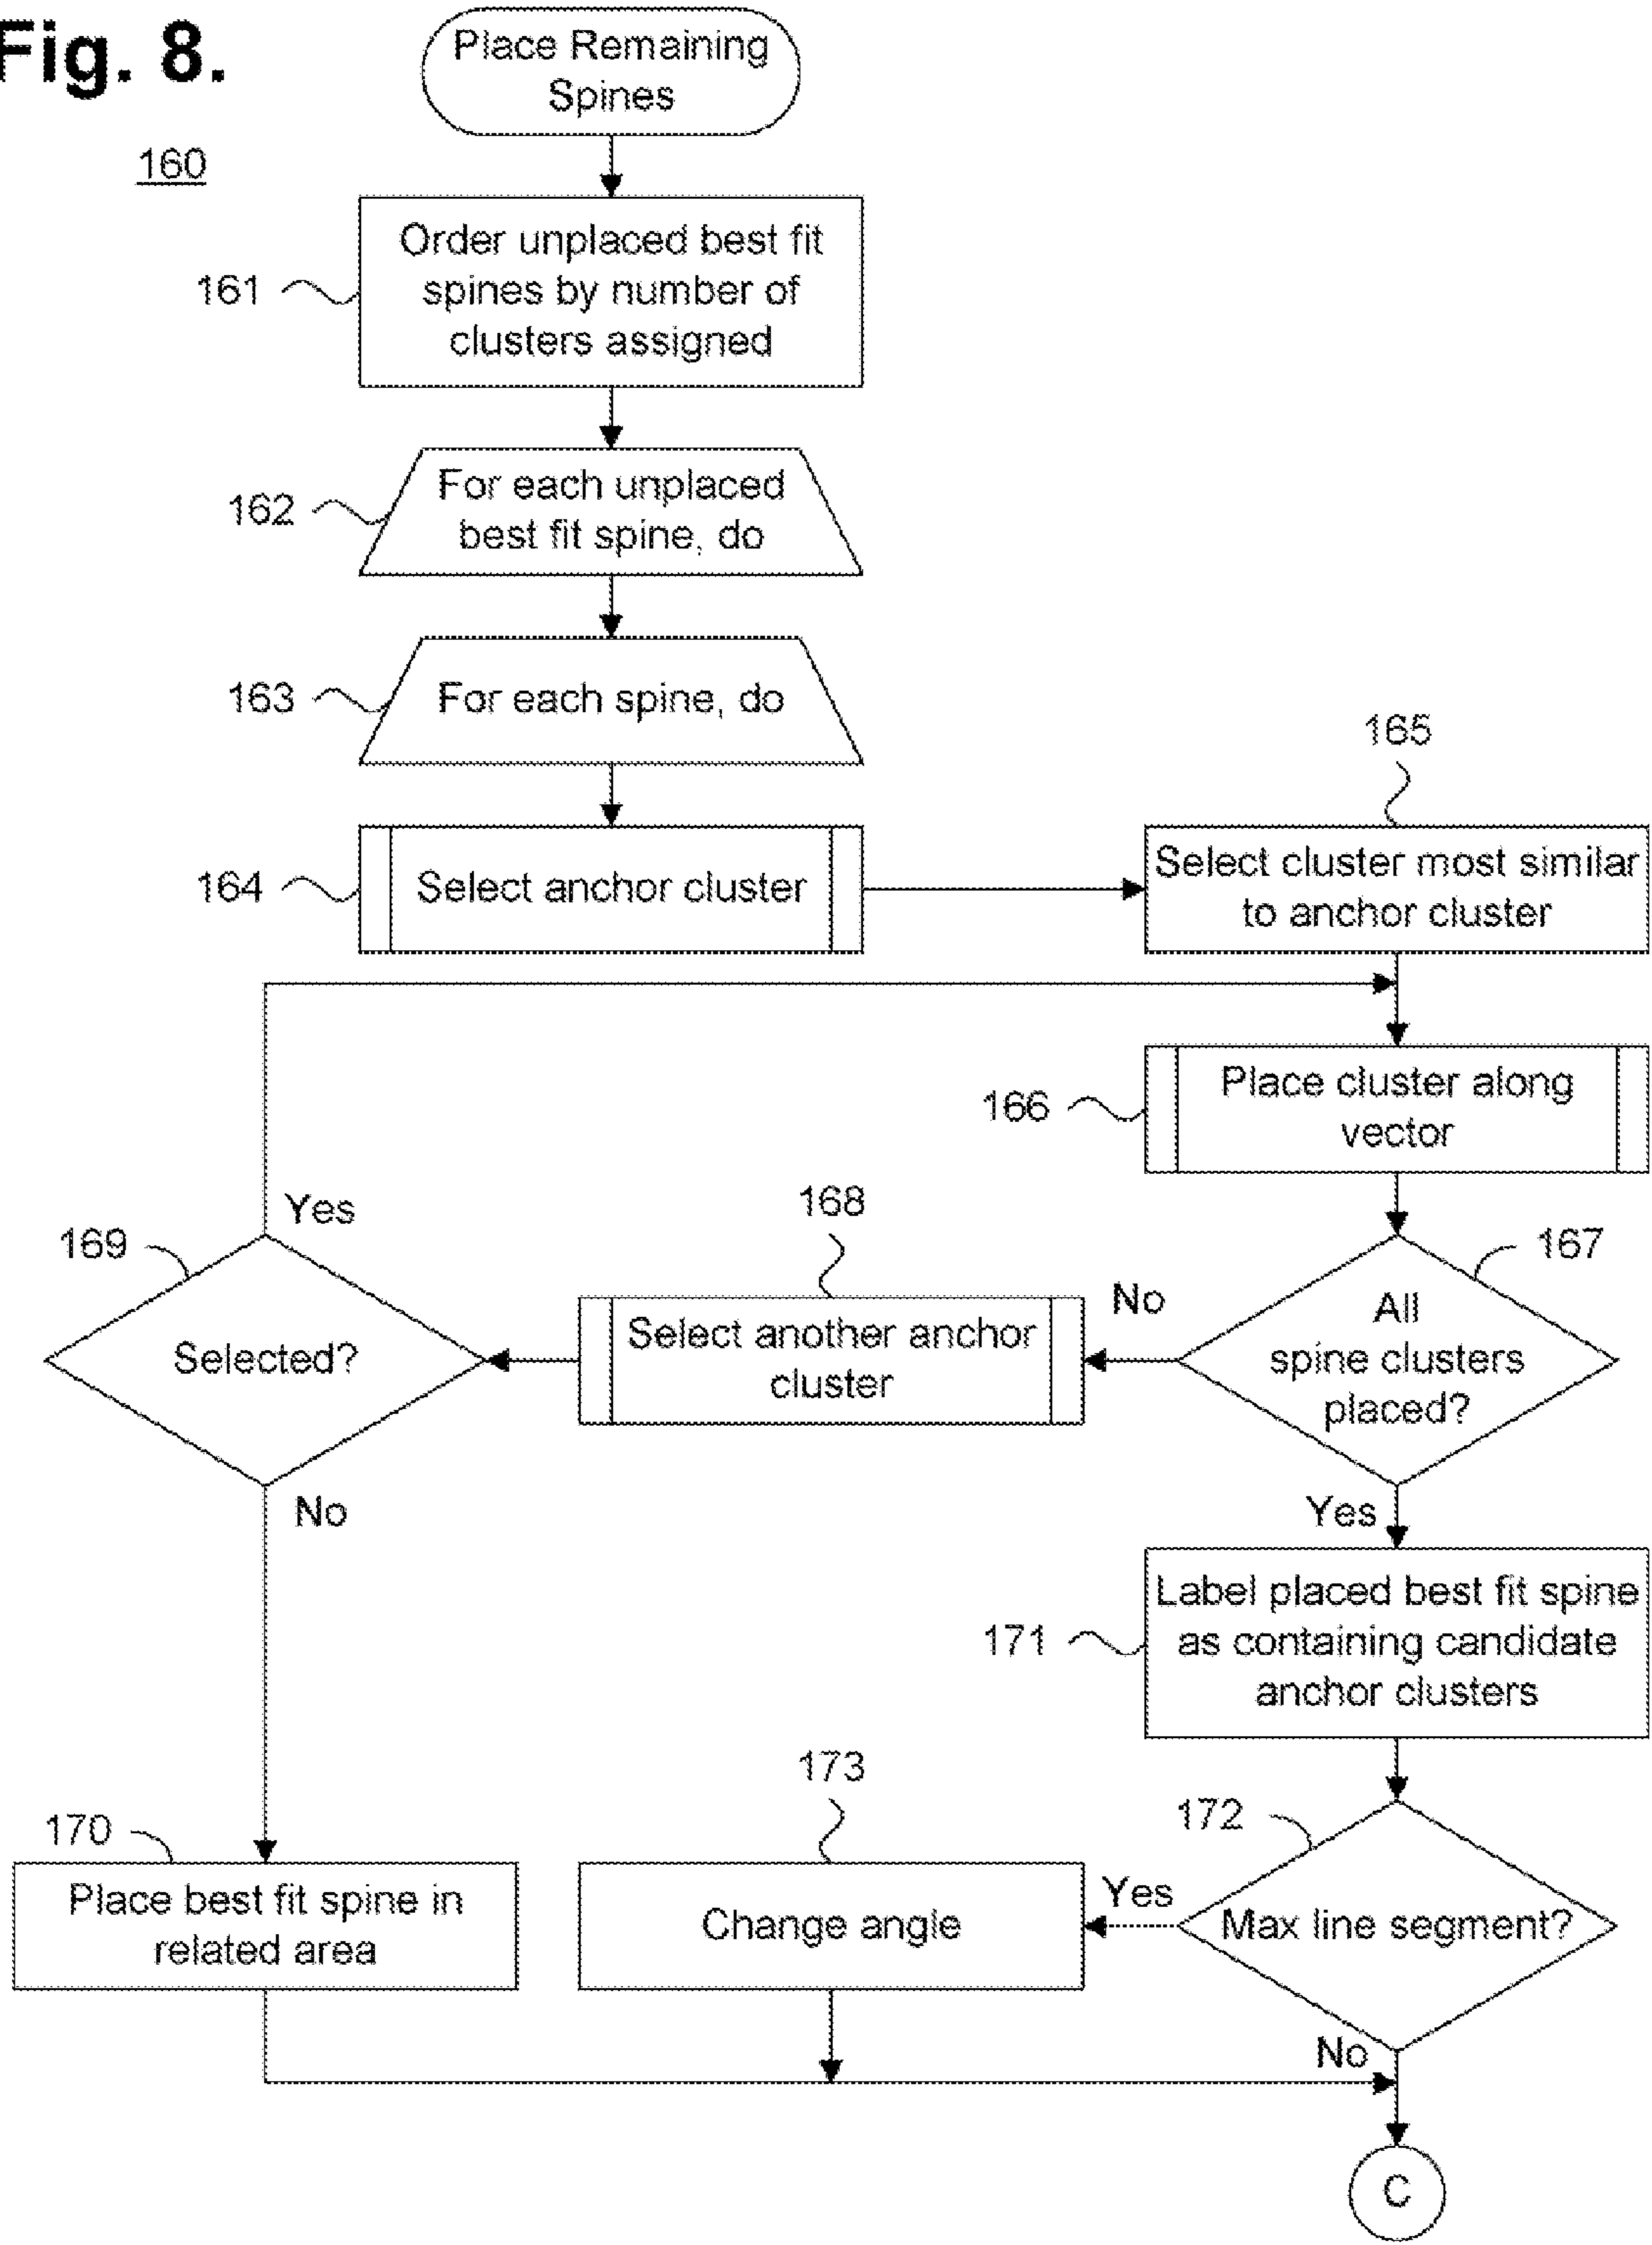 Fig. 8.
160
Place Remaining
Spines
161
Order unplaced best fit
spines by number of
clusters assigned
162
For each unplaced
best fit spine, do
163
For each spine, do
164
Select anchor cluster
165
Select cluster most similar
to anchor cluster
166
Place cluster along
vector
167
All
spine clusters
placed?
No
Yes
168
Select another anchor
cluster
169
Selected?
Yes
No
170
Place best fit spine in
related area
171
Label placed best fit spine
as containing candidate
anchor clusters
172
Max line segment?
Yes
No
173
Change angle
C